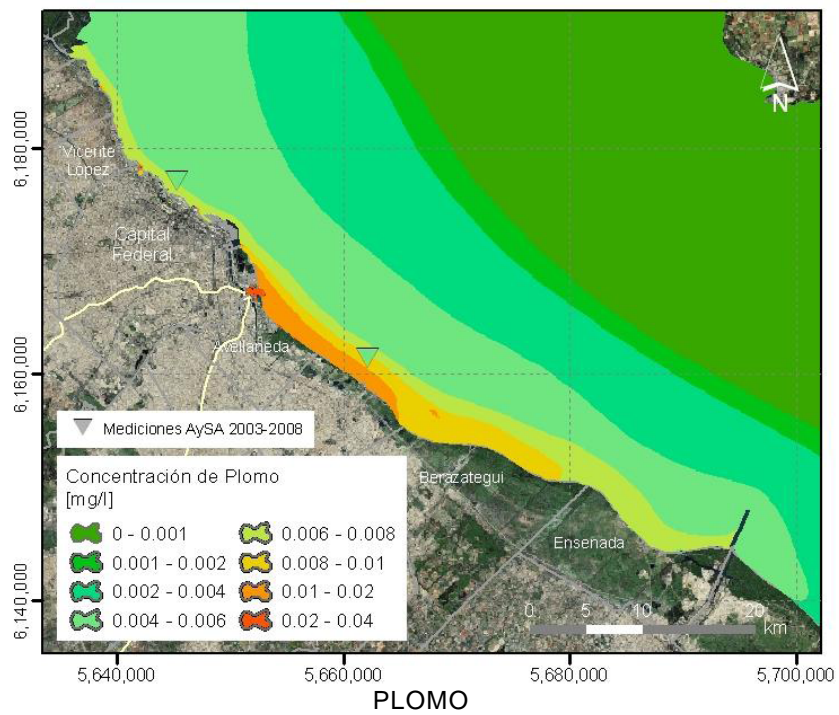 6,180,000
6,160,000
6,140,000
N
Vicente
Lopez
Capital
Federal
Avellaneda
Berazategui
Ensenada
Mediciones AySA 2003-2008
Concentración de Plomo
[mg/l]
0 - 0.001
0.001 - 0.002
0.002 - 0.004
0.004 - 0.006
0.006 - 0.008
0.008 - 0.01
0.01 - 0.02
0.02 - 0.04
0 5 10 20
km
5,640,000 5,660,000 5,680,000 5,700,000
PLOMO